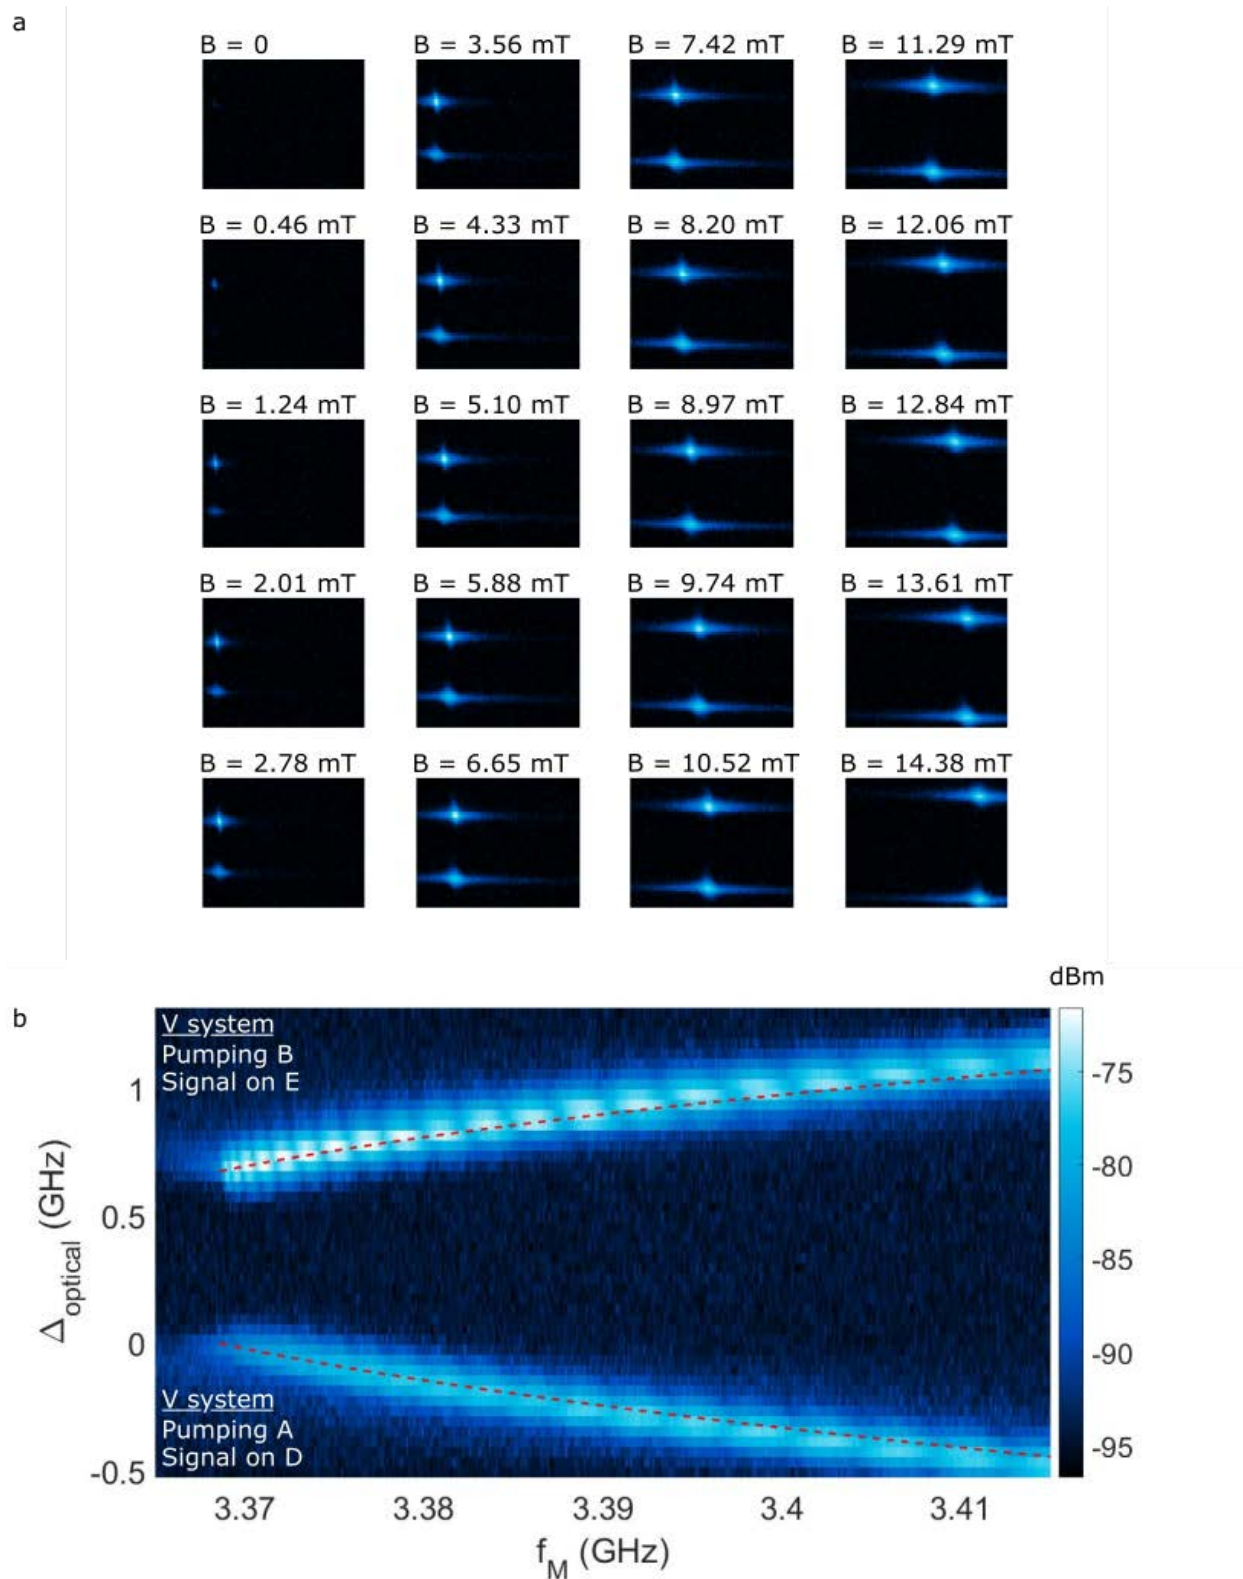 a
B = 0
B = 3.56 mT
B = 7.42 mT
B = 11.29 mT
B = 0.46 mT
B = 4.33 mT
B = 8.20 mT
B = 12.06 mT
B = 1.24 mT
B = 5.10 mT
B = 8.97 mT
B = 12.84 mT
B = 2.01 mT
B = 5.88 mT
B = 9.74 mT
B = 13.61 mT
B = 2.78 mT
B = 6.65 mT
B = 10.52 mT
B = 14.38 mT
dBm
b
V system
Pumping B
Signal on E
1
0.5
0
-0.5
Δoptical (GHz)
V system
Pumping A
Signal on D
-75
-80
-85
-90
-95
3.37
3.38
3.39
3.4
3.41
fM (GHz)